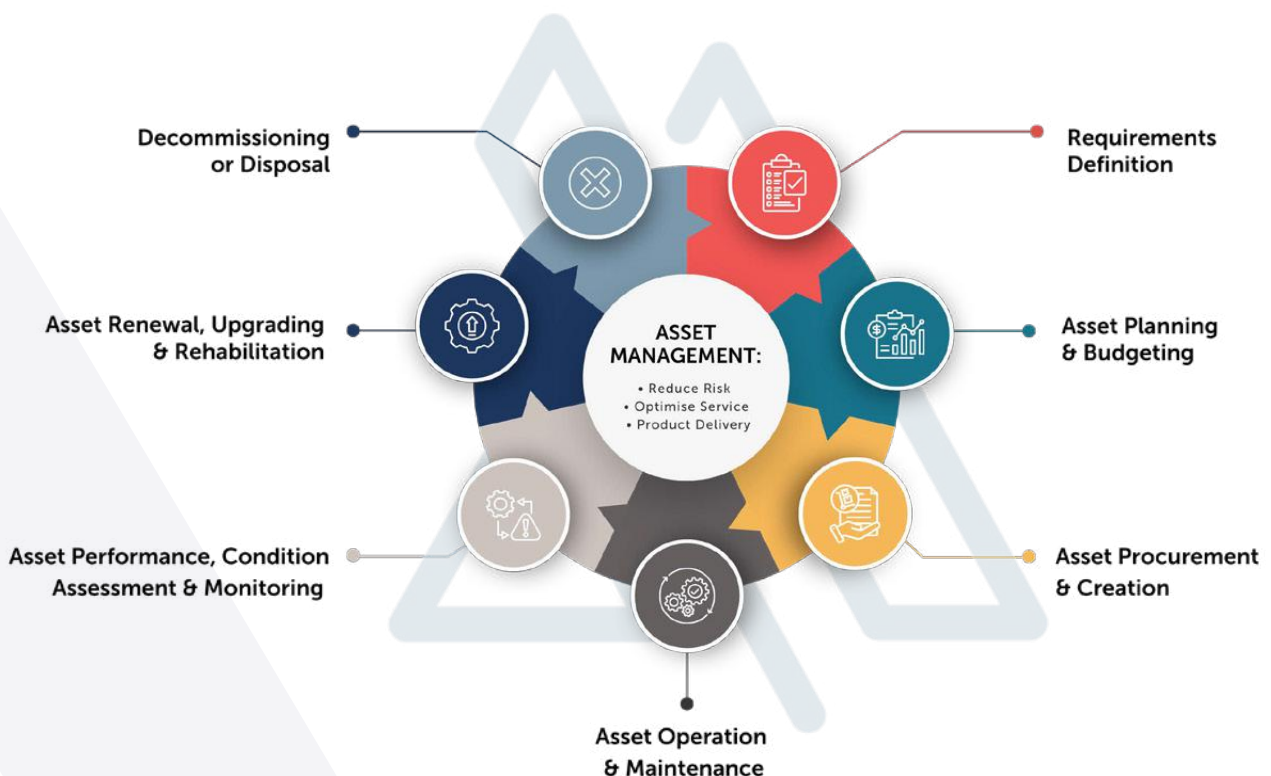 Decommissioning
or Disposal
Requirements
Definition
Asset Renewal, Upgrading
& Rehabilitation
ASSET
MANAGEMENT:
• Reduce Risk
• Optimise Service
• Product Delivery
Asset Planning
& Budgeting
Asset Performance, Condition
Assessment & Monitoring
Asset Procurement
& Creation
Asset Operation
& Maintenance